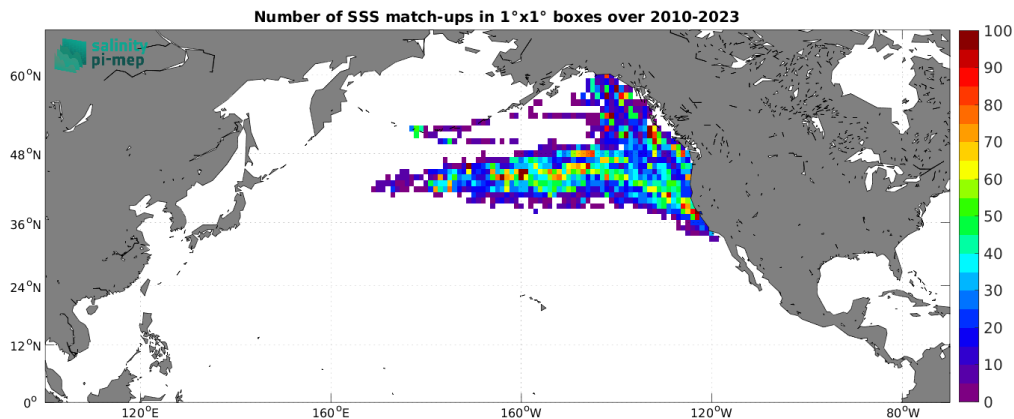 Number of SSS match-ups in 1°x1° boxes over 2010-2023
salinity
pi-mep
60°N
48°N
36°N
24°N
12°N
0°
120°E
160°E
160°W
120°W
80°W
100
90
80
70
60
50
40
30
20
10
0